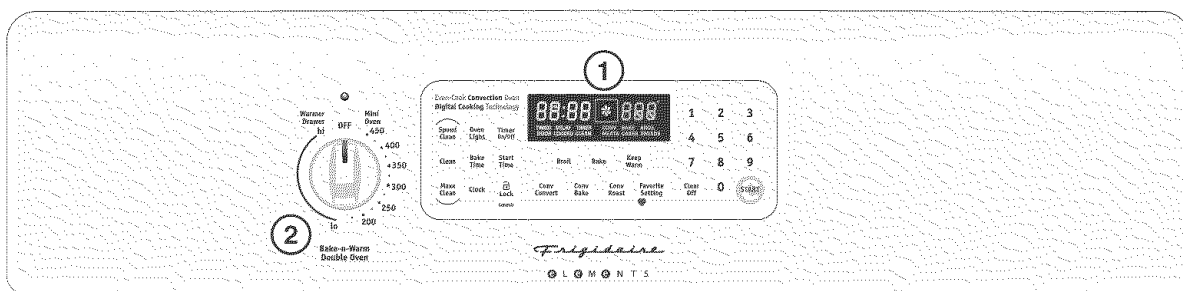 1
Even-Cook Convection Oven
Digital Cooking Technology
88:88 * 888
Warmer Drawer
hi
OFF
Mini Oven
450
400
350
300
250
200
lo
2
Bake-n-Warm
Double Oven
Speed Clean
Oven Light
Timer On/Off
Clean
Bake Time
Start Time
Broil
Bake
Keep Warm
Maxx Clean
Clock
Lock
Conv Convert
Conv Bake
Conv Roast
Favorite Setting
Clear Off
1 2 3
4 5 6
7 8 9
0
START
Frigidaire
ELEMENTS